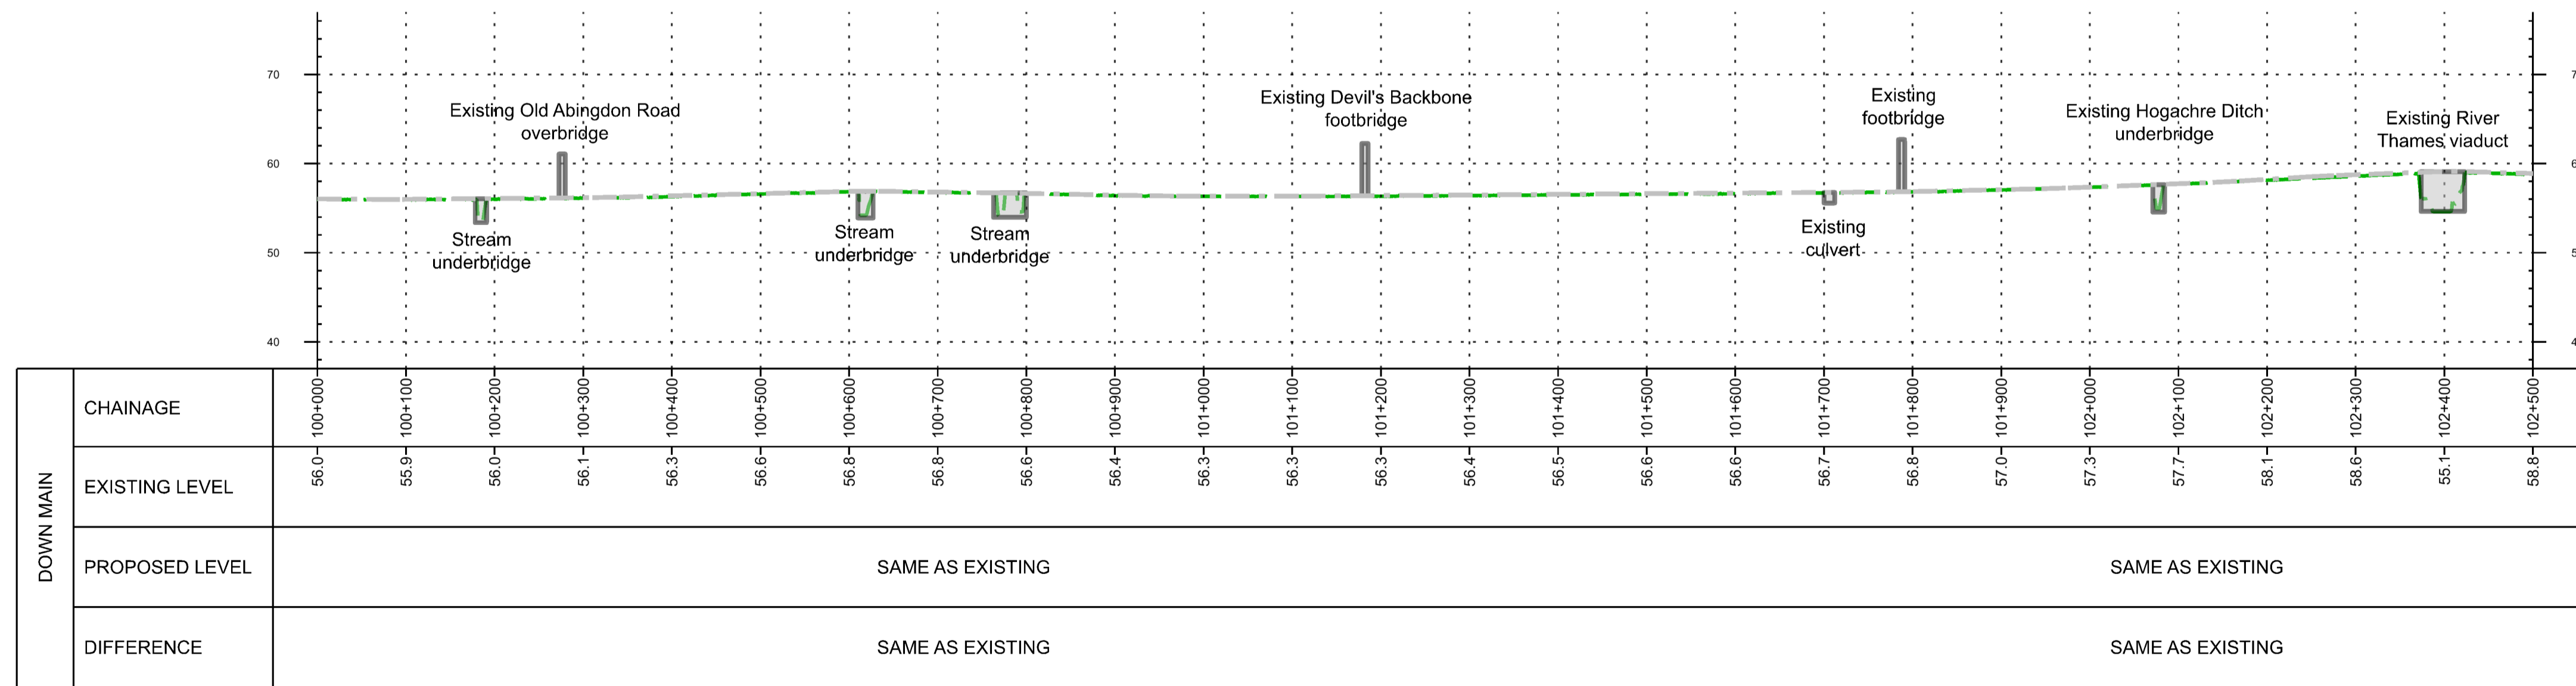 70
7
Existing Devil's Backbone
footbridge
Existing
footbridge
Existing Old Abingdon Road
overbridge
Existing Hogachre Ditch
underbridge
Existing River
Thames viaduct
60
6
Stream
underbridge
Stream
underbridge
Stream
underbridge
Existing
culvert
50
5
40
4
DOWN MAIN
CHAINAGE
100+000 100+100 100+200 100+300 100+400 100+500 100+600 100+700 100+800 100+900 101+000 101+100 101+200 101+300 101+400 101+500 101+600 101+700 101+800 101+900 102+000 102+100 102+200 102+300 102+400 102+500
EXISTING LEVEL
56.0 55.9 56.0 56.1 56.3 56.6 56.8 56.8 56.6 56.4 56.3 56.3 56.3 56.4 56.5 56.6 56.6 56.7 56.8 57.0 57.3 57.7 58.1 58.6 55.1 58.8
PROPOSED LEVEL
SAME AS EXISTING
SAME AS EXISTING
DIFFERENCE
SAME AS EXISTING
SAME AS EXISTING